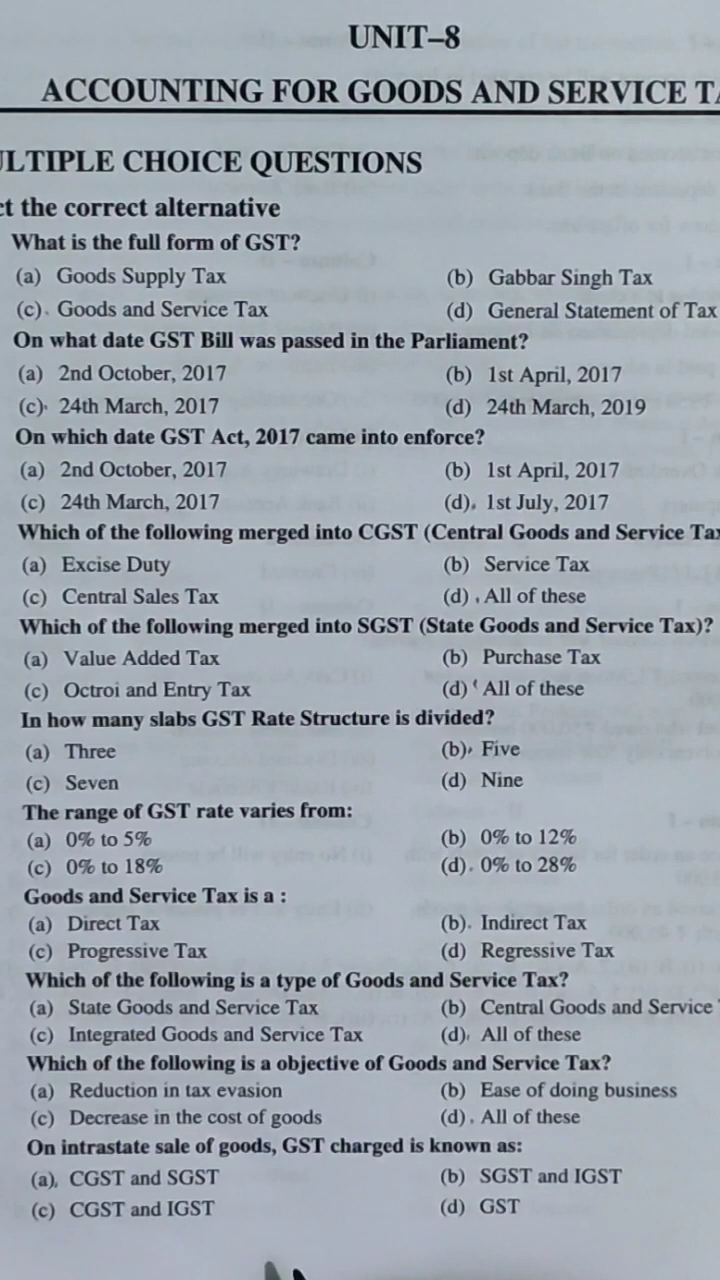 UNIT–8
ACCOUNTING FOR GOODS AND SERVICE TA
ULTIPLE CHOICE QUESTIONS
ct the correct alternative
What is the full form of GST?
(a) Goods Supply Tax (b) Gabbar Singh Tax
(c) Goods and Service Tax (d) General Statement of Tax
On what date GST Bill was passed in the Parliament?
(a) 2nd October, 2017 (b) 1st April, 2017
(c) 24th March, 2017 (d) 24th March, 2019
On which date GST Act, 2017 came into enforce?
(a) 2nd October, 2017 (b) 1st April, 2017
(c) 24th March, 2017 (d) 1st July, 2017
Which of the following merged into CGST (Central Goods and Service Tax
(a) Excise Duty (b) Service Tax
(c) Central Sales Tax (d) All of these
Which of the following merged into SGST (State Goods and Service Tax)?
(a) Value Added Tax (b) Purchase Tax
(c) Octroi and Entry Tax (d) All of these
In how many slabs GST Rate Structure is divided?
(a) Three (b) Five
(c) Seven (d) Nine
The range of GST rate varies from:
(a) 0% to 5% (b) 0% to 12%
(c) 0% to 18% (d) 0% to 28%
Goods and Service Tax is a :
(a) Direct Tax (b) Indirect Tax
(c) Progressive Tax (d) Regressive Tax
Which of the following is a type of Goods and Service Tax?
(a) State Goods and Service Tax (b) Central Goods and Service
(c) Integrated Goods and Service Tax (d) All of these
Which of the following is a objective of Goods and Service Tax?
(a) Reduction in tax evasion (b) Ease of doing business
(c) Decrease in the cost of goods (d) All of these
On intrastate sale of goods, GST charged is known as:
(a) CGST and SGST (b) SGST and IGST
(c) CGST and IGST (d) GST